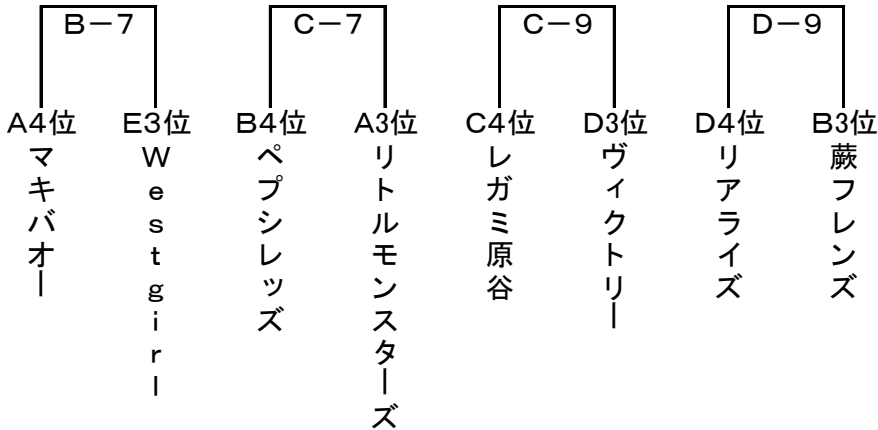 B－7
C－7
C－9
D－9
A4位
E3位
B4位
A3位
C4位
D3位
D4位
B3位
マキバオー
Westgirl
ペプシレッズ
リトルモンスターズ
レガミ原谷
ヴィクトリー
リアライズ
蕨フレンズ